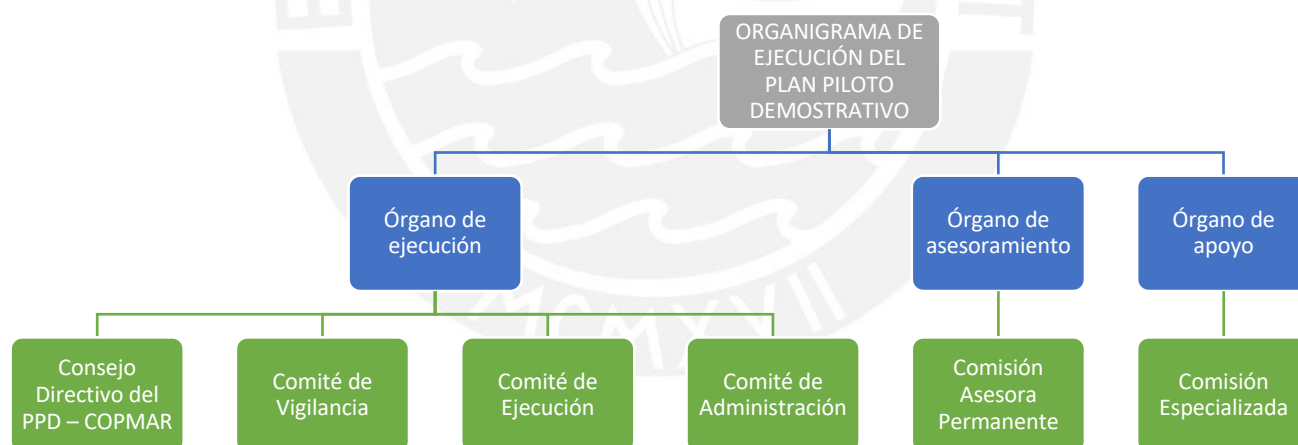 ORGANIGRAMA DE
EJECUCIÓN DEL
PLAN PILOTO
DEMOSTRATIVO
Órgano de
ejecución
Órgano de
asesoramiento
Órgano de
apoyo
Consejo
Directivo del
PPD – COPMAR
Comité de
Vigilancia
Comité de
Ejecución
Comité de
Administración
Comisión
Asesora
Permanente
Comisión
Especializada
MCMXVII